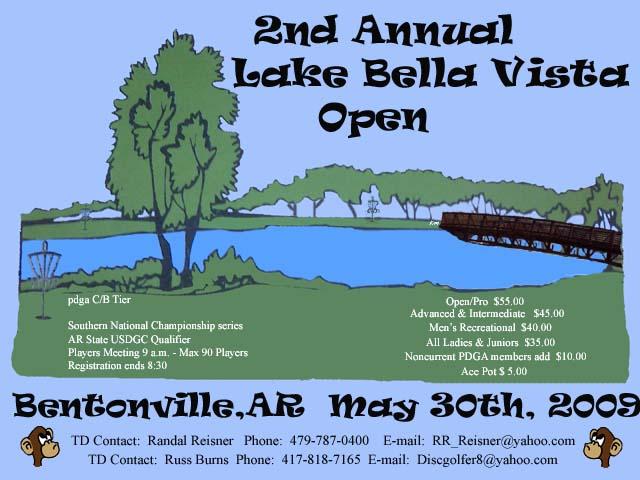 2nd Annual
Lake Bella Vista
Open
pdga C/B Tier
Southern National Championship series
AR State USDGC Qualifier
Players Meeting 9 a.m. - Max 90 Players
Registration ends 8:30
Open/Pro $55.00
Advanced & Intermediate $45.00
Men's Recreational $40.00
All Ladies & Juniors $35.00
Noncurrent PDGA members add $10.00
Ace Pot $ 5.00
Bentonville,AR May 30th, 2009
TD Contact: Randal Reisner Phone: 479-787-0400 E-mail: RR_Reisner@yahoo.com
TD Contact: Russ Burns Phone: 417-818-7165 E-mail: Discgolfer8@yahoo.com